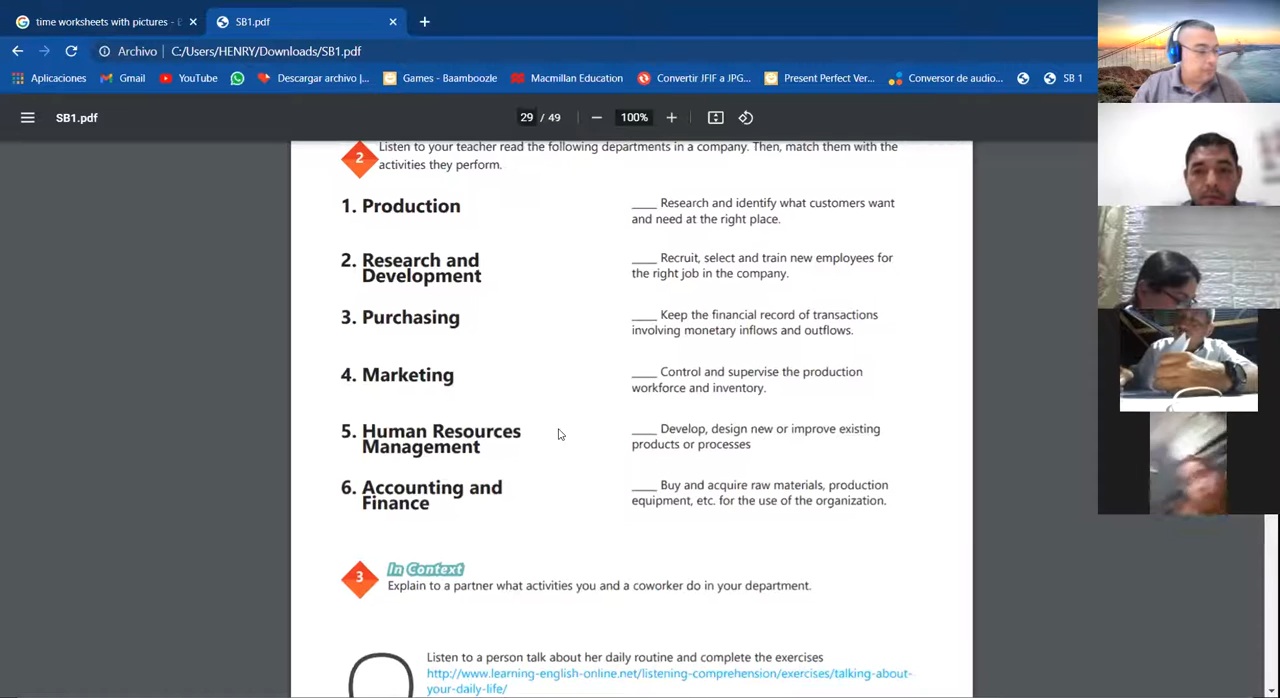 time worksheets with pictures - E
SB1.pdf
Archivo
C:/Users/HENRY/Downloads/SB1.pdf
Aplicaciones
Gmail
YouTube
Descargar archivo |...
Games - Baamboozle
Macmillan Education
Convertir JFIF a JPG...
Present Perfect Ver...
Conversor de audio...
SB 1
SB1.pdf
29 / 49
100%
2
Listen to your teacher read the following departments in a company. Then, match them with the
activities they perform.
1. Production
____ Research and identify what customers want
and need at the right place.
2. Research and
Development
____ Recruit, select and train new employees for
the right job in the company.
3. Purchasing
____ Keep the financial record of transactions
involving monetary inflows and outflows.
4. Marketing
____ Control and supervise the production
workforce and inventory.
5. Human Resources
Management
____ Develop, design new or improve existing
products or processes
6. Accounting and
Finance
____ Buy and acquire raw materials, production
equipment, etc. for the use of the organization.
3
In Context
Explain to a partner what activities you and a coworker do in your department.
Listen to a person talk about her daily routine and complete the exercises
http://www.learning-english-online.net/listening-comprehension/exercises/talking-about-
your-daily-life/